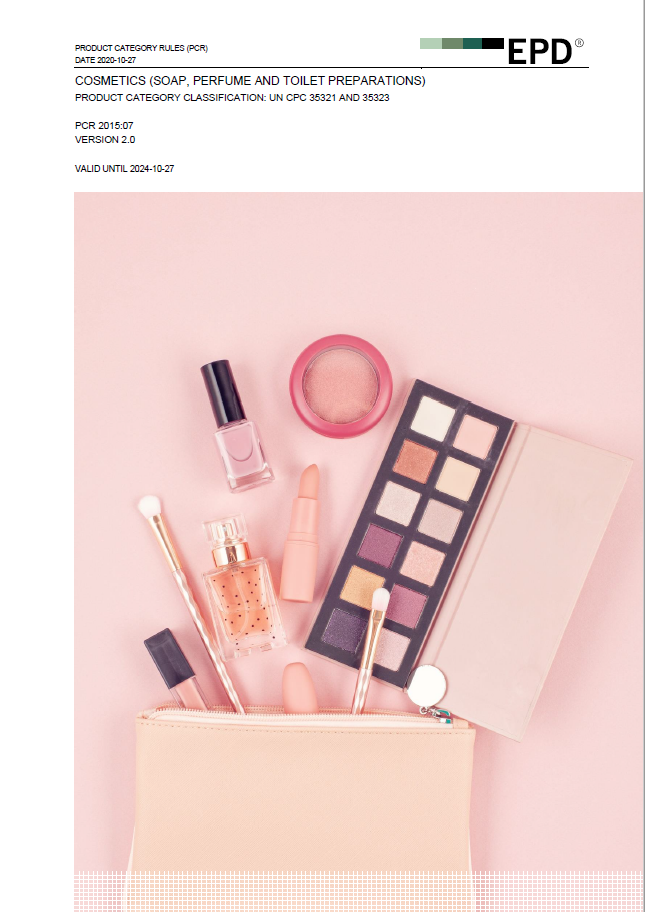 PRODUCT CATEGORY RULES (PCR)
DATE 2020-10-27
EPD®
COSMETICS (SOAP, PERFUME AND TOILET PREPARATIONS)
PRODUCT CATEGORY CLASSIFICATION: UN CPC 35321 AND 35323
PCR 2015:07
VERSION 2.0
VALID UNTIL 2024-10-27